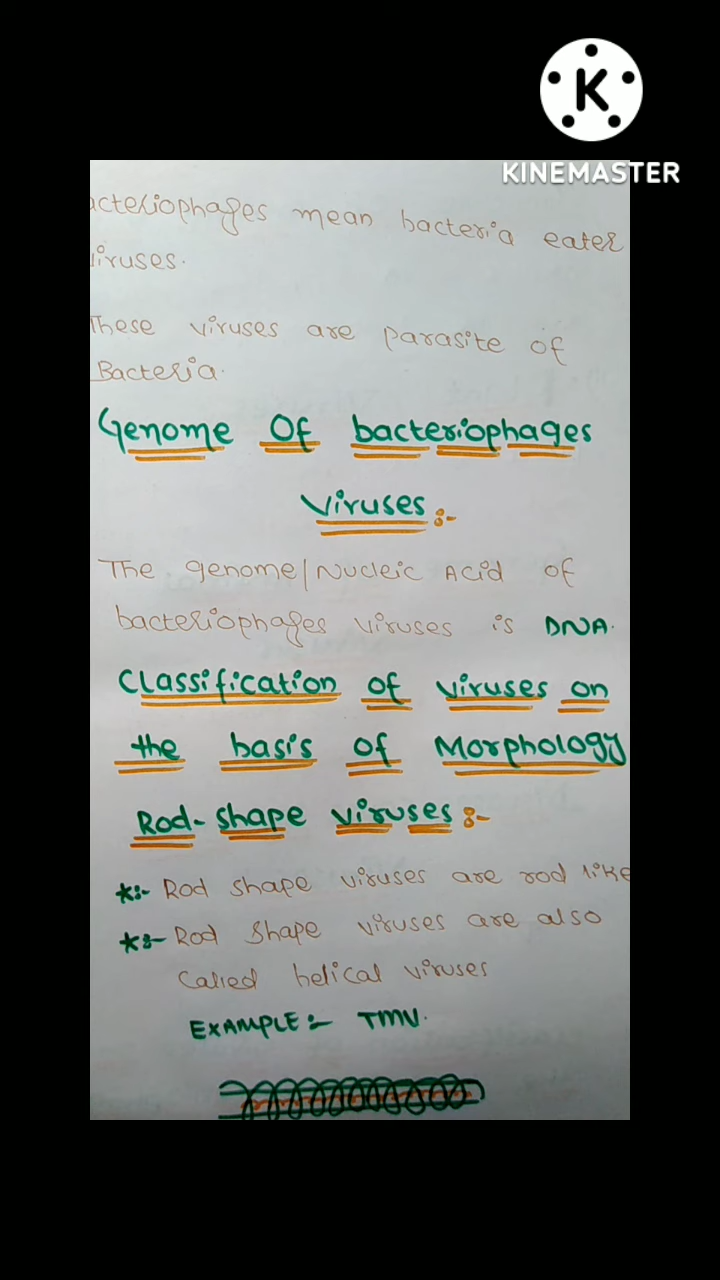 KINEMASTER
acteriophages mean bacteria eater
viruses.
These viruses are parasite of
Bacteria.
Genome Of bacteriophages
Viruses:-
The genome/Nucleic Acid of
bacteriophages viruses is DNA.
Classification of viruses on
the basis of Morphology
Rod-shape viruses:-
*:- Rod shape viruses are rod like
*:- Rod shape viruses are also
Called helical viruses
EXAMPLE:- TMV.